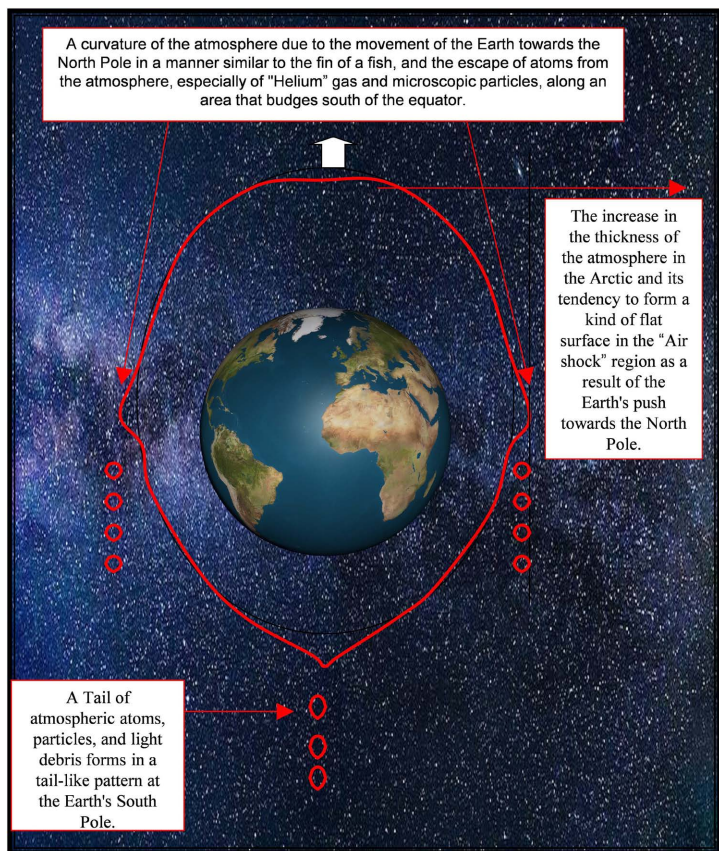 A curvature of the atmosphere due to the movement of the Earth towards the
North Pole in a manner similar to the fin of a fish, and the escape of atoms from
the atmosphere, especially of "Helium" gas and microscopic particles, along an
area that budges south of the equator.
The increase in
the thickness of
the atmosphere in
the Arctic and its
tendency to form a
kind of flat
surface in the “Air
shock” region as a
result of the
Earth's push
towards the North
Pole.
A Tail of
atmospheric atoms,
particles, and light
debris forms in a
tail-like pattern at
the Earth's South
Pole.